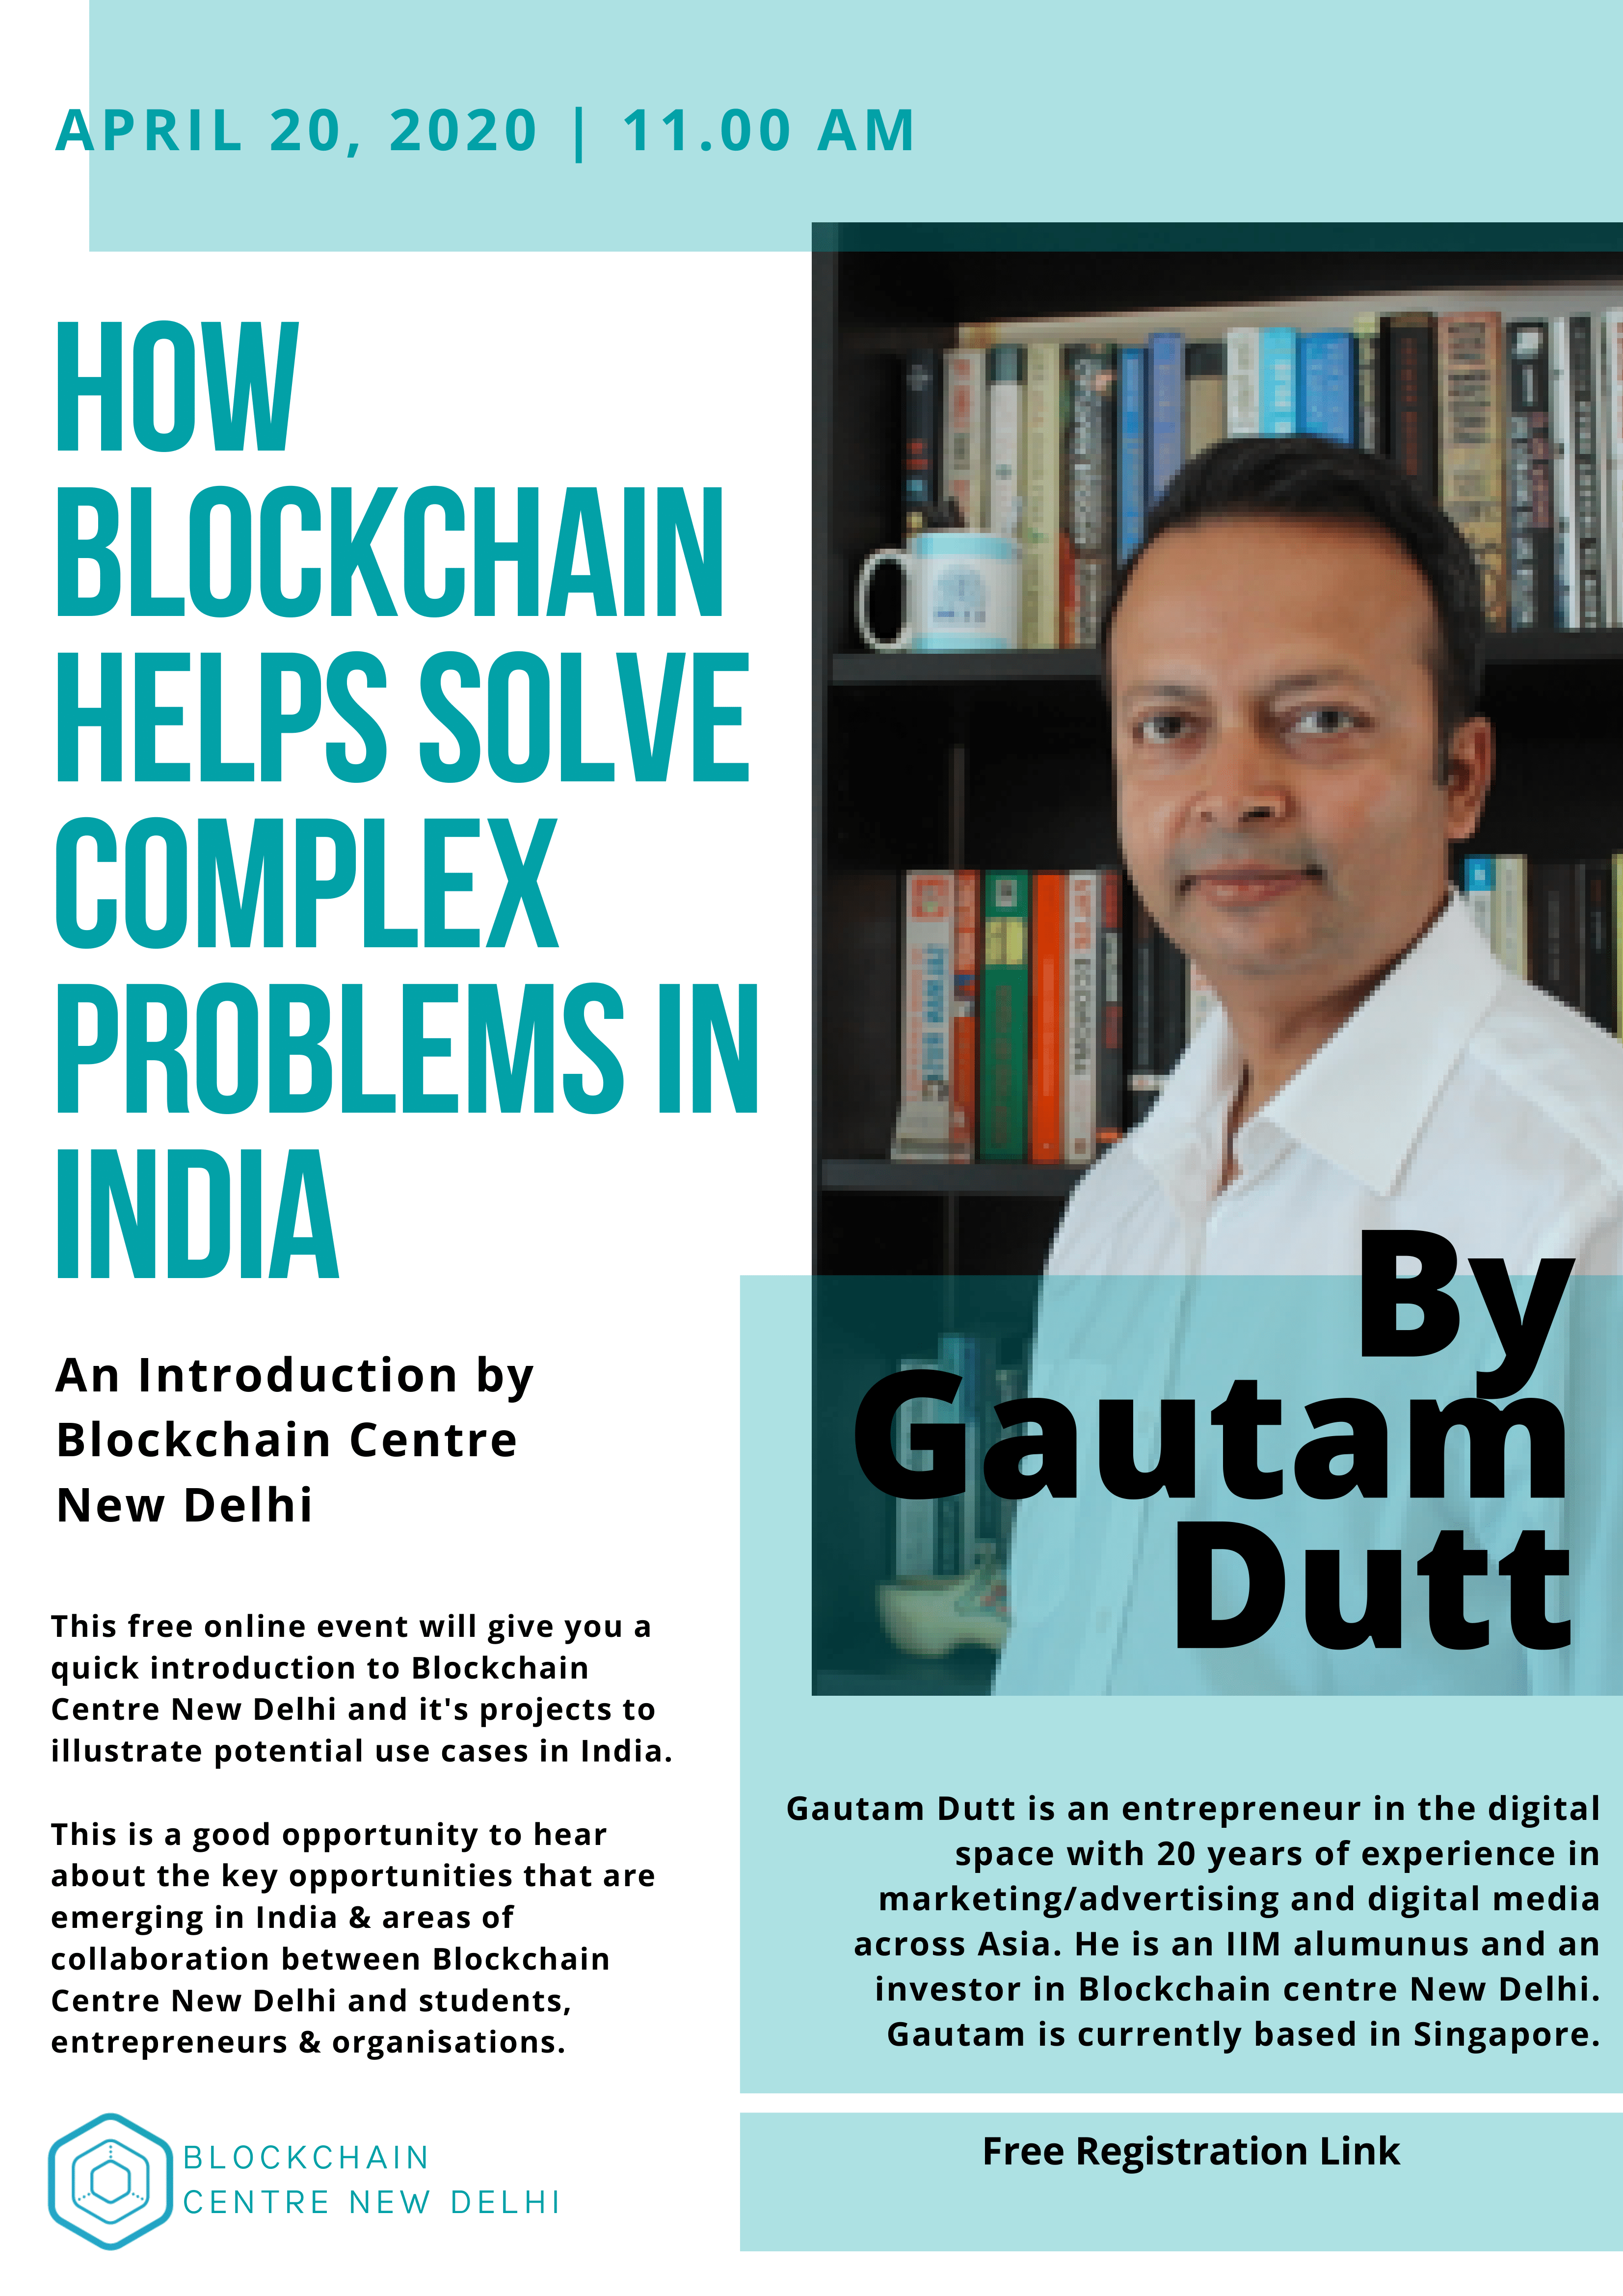 APRIL 20, 2020 | 11.00 AM
HOW
BLOCKCHAIN
HELPS SOLVE
COMPLEX
PROBLEMS IN
INDIA
By
Gautam
Dutt
An Introduction by
Blockchain Centre
New Delhi
This free online event will give you a
quick introduction to Blockchain
Centre New Delhi and it's projects to
illustrate potential use cases in India.
This is a good opportunity to hear
about the key opportunities that are
emerging in India & areas of
collaboration between Blockchain
Centre New Delhi and students,
entrepreneurs & organisations.
Gautam Dutt is an entrepreneur in the digital
space with 20 years of experience in
marketing/advertising and digital media
across Asia. He is an IIM alumunus and an
investor in Blockchain centre New Delhi.
Gautam is currently based in Singapore.
BLOCKCHAIN
CENTRE NEW DELHI
Free Registration Link